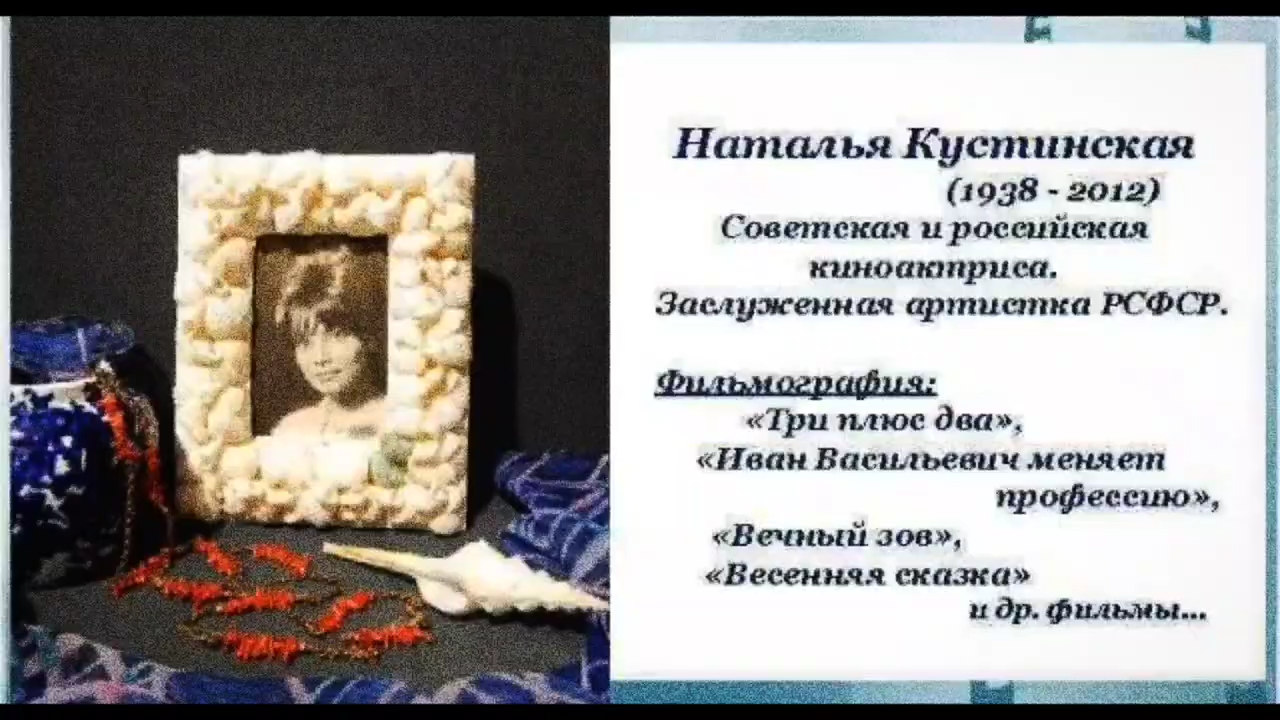 Наталья Кустинская
(1938 - 2012)
Советская и российская
киноактриса.
Заслуженная артистка РСФСР.
Фильмография:
«Три плюс два»,
«Иван Васильевич меняет
профессию»,
«Вечный зов»,
«Весенняя сказка»
и др. фильмы...